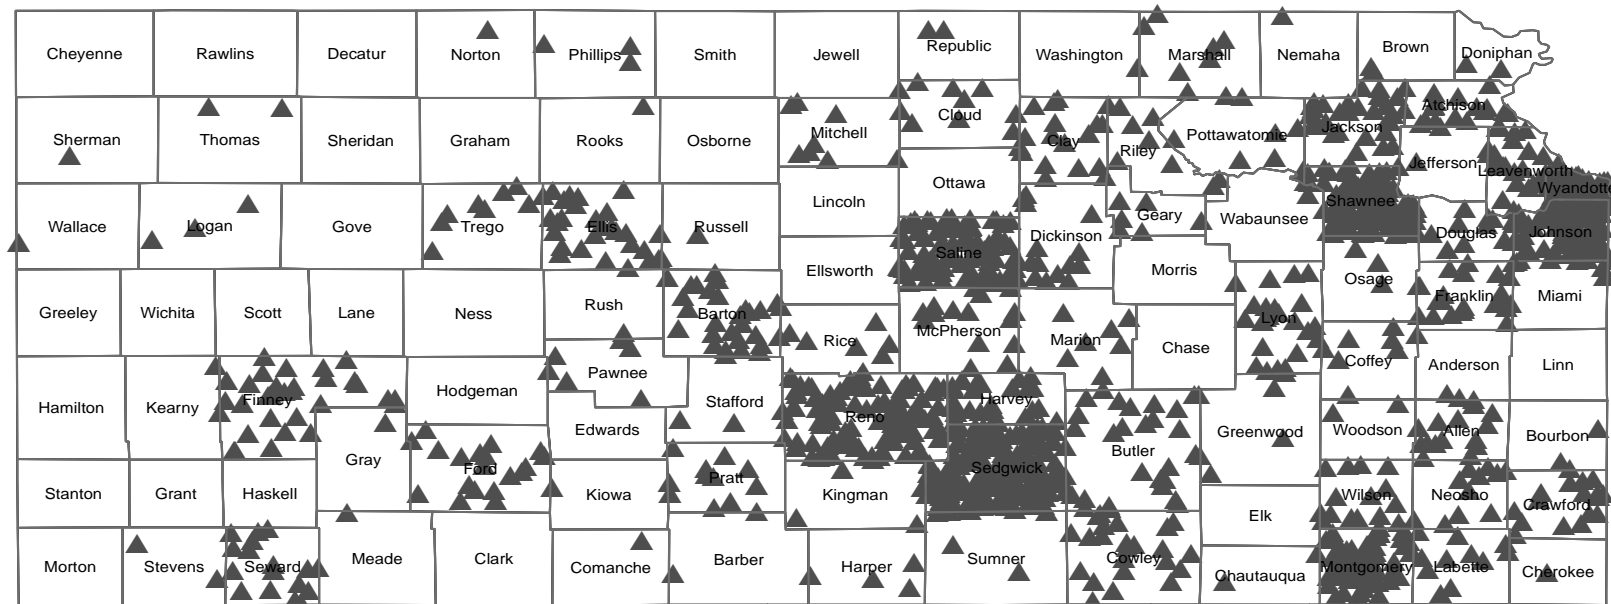 Cheyenne Rawlins Decatur Norton Phillips Smith Jewell Republic Washington Marshall Nemaha Brown Doniphan
Sherman Thomas Sheridan Graham Rooks Osborne Mitchell Cloud Clay Riley Pottawatomie Jackson Atchison
Jefferson Leavenworth Wyandotte
Ottawa Lincoln
Wallace Logan Gove Trego Ellis Russell Saline Dickinson Geary Wabaunsee Shawnee Douglas Johnson
Ellsworth Morris Osage
Greeley Wichita Scott Lane Ness Rush Barton Rice McPherson Marion Chase Lyon Franklin Miami
Coffey Anderson Linn
Hamilton Kearny Finney Hodgeman Pawnee Stafford Reno Harvey
Edwards Greenwood Woodson Allen Bourbon
Gray Ford Butler
Stanton Grant Haskell Kiowa Pratt Kingman Sedgwick Elk Wilson Neosho Crawford
Morton Stevens Seward Meade Clark Comanche Barber Harper Sumner Cowley Chautauqua Montgomery Labette Cherokee